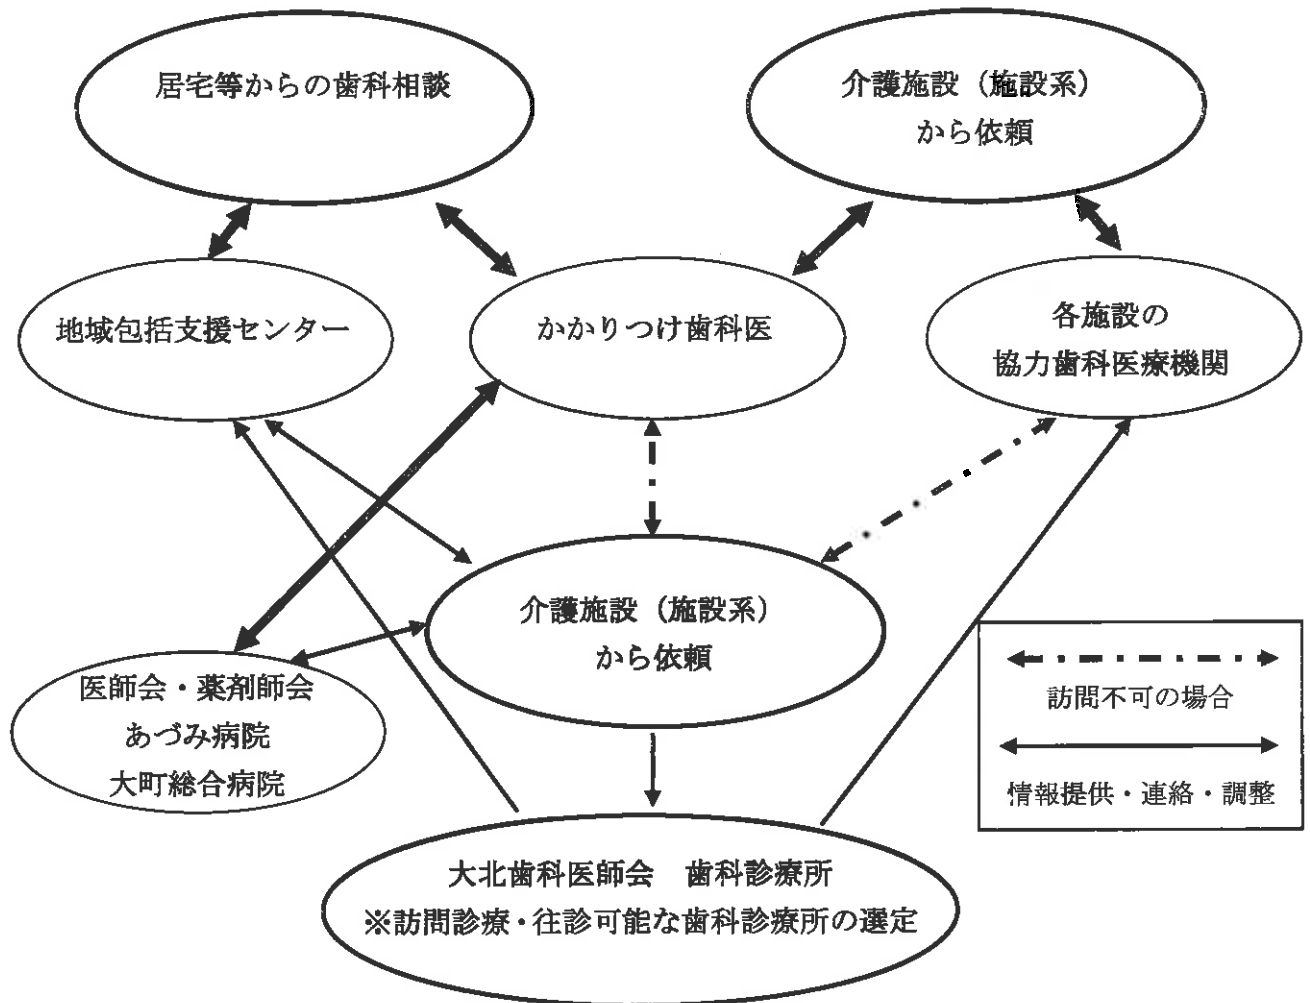 居宅等からの歯科相談
介護施設（施設系）
から依頼
地域包括支援センター
かかりつけ歯科医
各施設の
協力歯科医療機関
介護施設（施設系）
から依頼
医師会・薬剤師会
あづみ病院
大町総合病院
訪問不可の場合
情報提供・連絡・調整
大北歯科医師会　歯科診療所
※訪問診療・往診可能な歯科診療所の選定